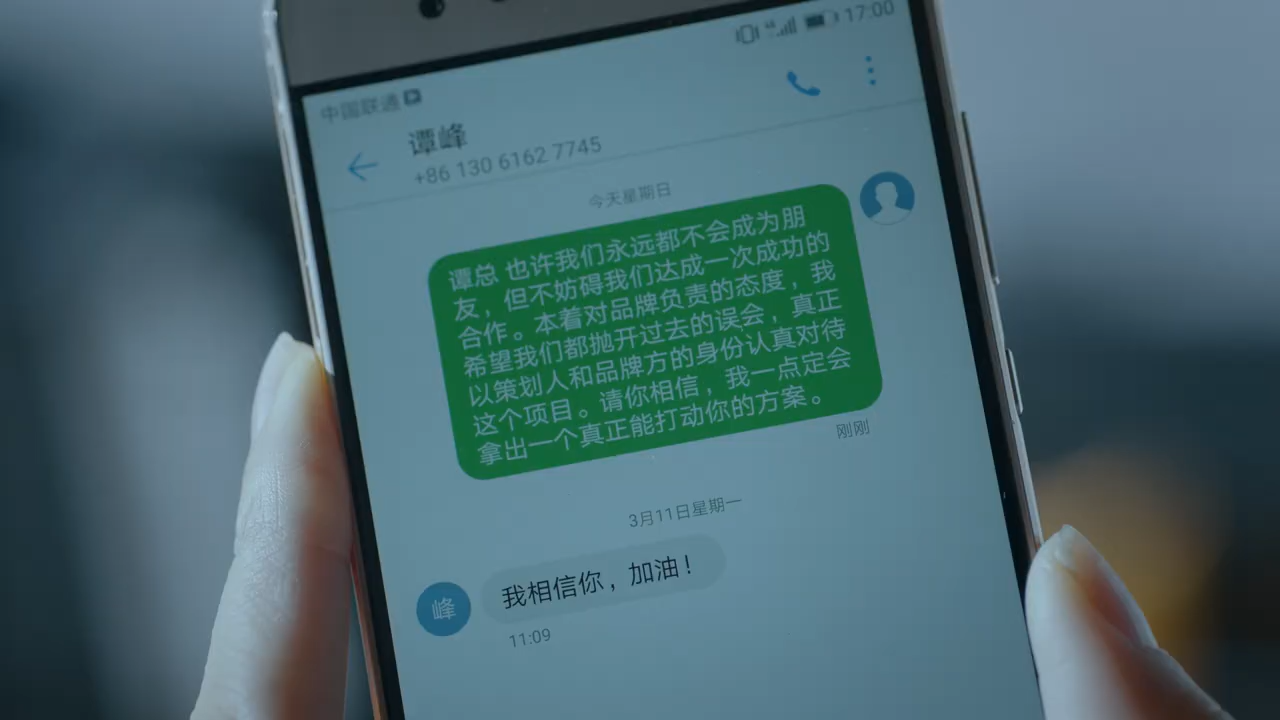 中国联通
4G
17:00
谭峰
+86 130 6162 7745
今天星期日
谭总 也许我们永远都不会成为朋
友，但不妨碍我们达成一次成功的
合作。本着对品牌负责的态度，我
希望我们都抛开过去的误会，真正
以策划人和品牌方的身份认真对待
这个项目。请你相信，我一点定会
拿出一个真正能打动你的方案。
刚刚
3月11日星期一
峰
我相信你，加油！
11:09